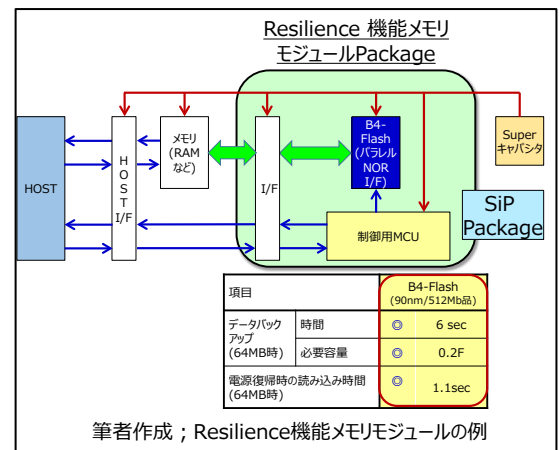 Resilience 機能メモリ
モジュールPackage
HOST
H
O
S
T
I/F
メモリ
(RAM
など)
I/F
B4-
Flash
(パラレル
NOR
I/F)
制御用MCU
Super
キャパシタ
SiP
Package
項目
B4-Flash
(90nm/512Mb品)
データバック
アップ
(64MB時)
時間
◎ 6 sec
必要容量
◎ 0.2F
電源復帰時の読み込み時間
(64MB時)
◎ 1.1sec
筆者作成；Resilience機能メモリモジュールの例